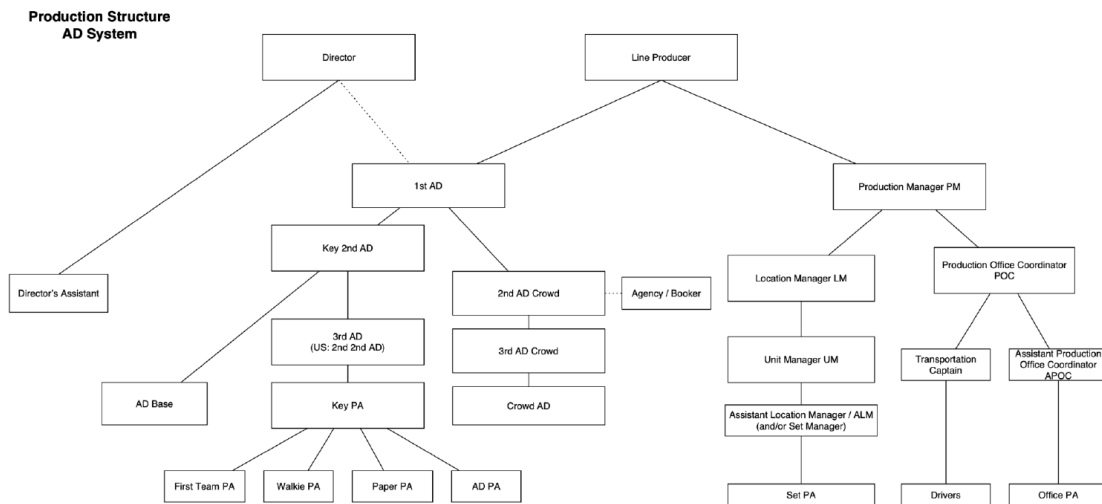 Production Structure
AD System
Director
Line Producer
1st AD
Production Manager PM
Key 2nd AD
Director's Assistant
2nd AD Crowd
Agency / Booker
Location Manager LM
Production Office Coordinator
POC
3rd AD
(US: 2nd 2nd AD)
3rd AD Crowd
Unit Manager UM
Transportation
Captain
Assistant Production
Office Coordinator
APOC
AD Base
Key PA
Crowd AD
Assistant Location Manager / ALM
(and/or Set Manager)
First Team PA
Walkie PA
Paper PA
AD PA
Set PA
Drivers
Office PA